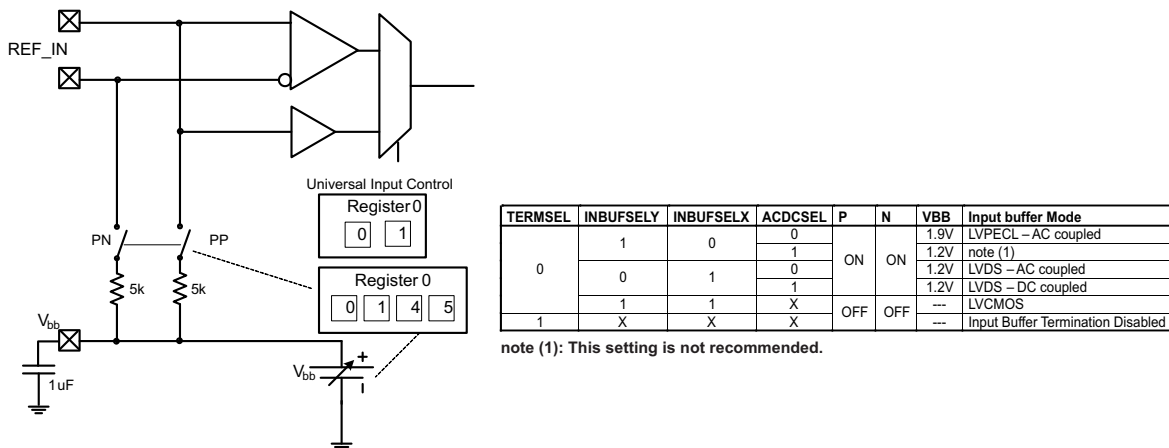 REF_IN
Universal Input Control
Register 0
0 1
PN PP
5k 5k
Register 0
0 1 4 5
Vbb
1uF
Vbb
+
TERMSEL INBUFSELY INBUFSELX ACDCSEL P N VBB Input buffer Mode
0 1 0 0 ON ON 1.9V LVPECL – AC coupled
1 1.2V note (1)
0 1 0 1.2V LVDS – AC coupled
1 1.2V LVDS – DC coupled
1 1 X OFF OFF --- LVCMOS
1 X X X --- Input Buffer Termination Disabled
note (1): This setting is not recommended.